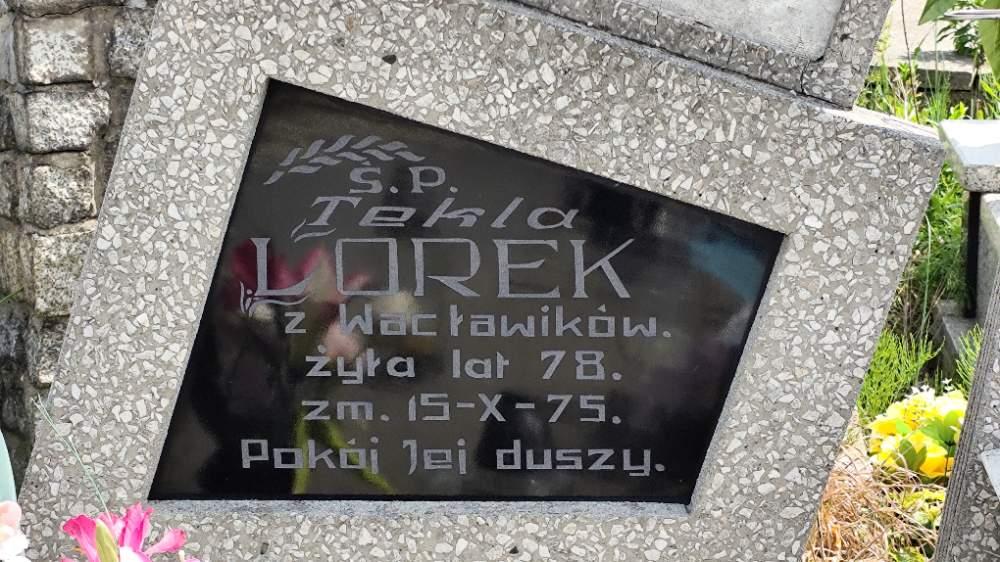 Ś.P.
Tekla
LOREK
z Wacławików.
żyła lat 78.
zm. 15-X-75.
Pokój Jej duszy.